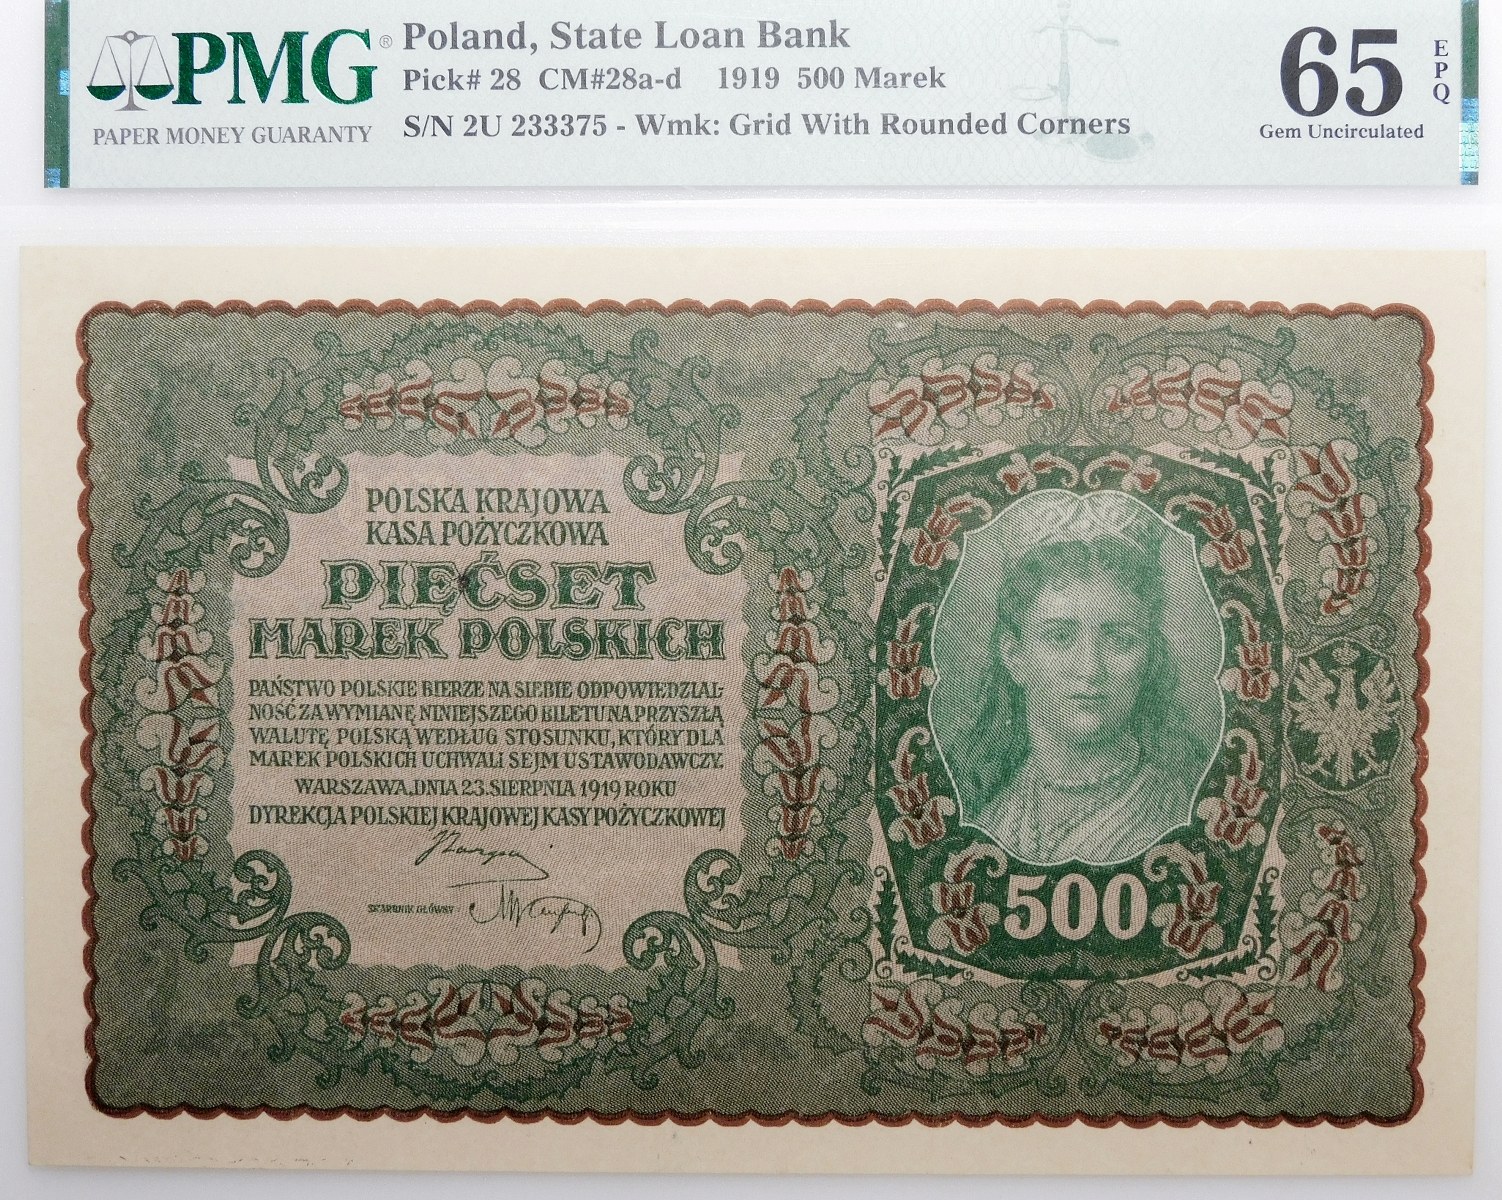 PMG®
PAPER MONEY GUARANTY
Poland, State Loan Bank
Pick# 28 CM#28a-d 1919 500 Marek
S/N 2U 233375 - Wmk: Grid With Rounded Corners
65
EPQ
Gem Uncirculated
POLSKA KRAJOWA
KASA POŻYCZKOWA
PIĘĆSET
MAREK POLSKICH
PAŃSTWO POLSKIE BIERZE NA SIEBIE ODPOWIEDZIAL-
NOŚĆ ZA WYMIANĘ NINIEJSZEGO BILETU NA PRZYSZŁĄ
WALUTĘ POLSKĄ WEDŁUG STOSUNKU, KTÓRY DLA
MAREK POLSKICH UCHWALI SEJM USTAWODAWCZY.
WARSZAWA, DNIA 23. SIERPNIA 1919 ROKU
DYREKCJA POLSKIEJ KRAJOWEJ KASY POŻYCZKOWEJ
SKARBNIK GŁÓWNY
500